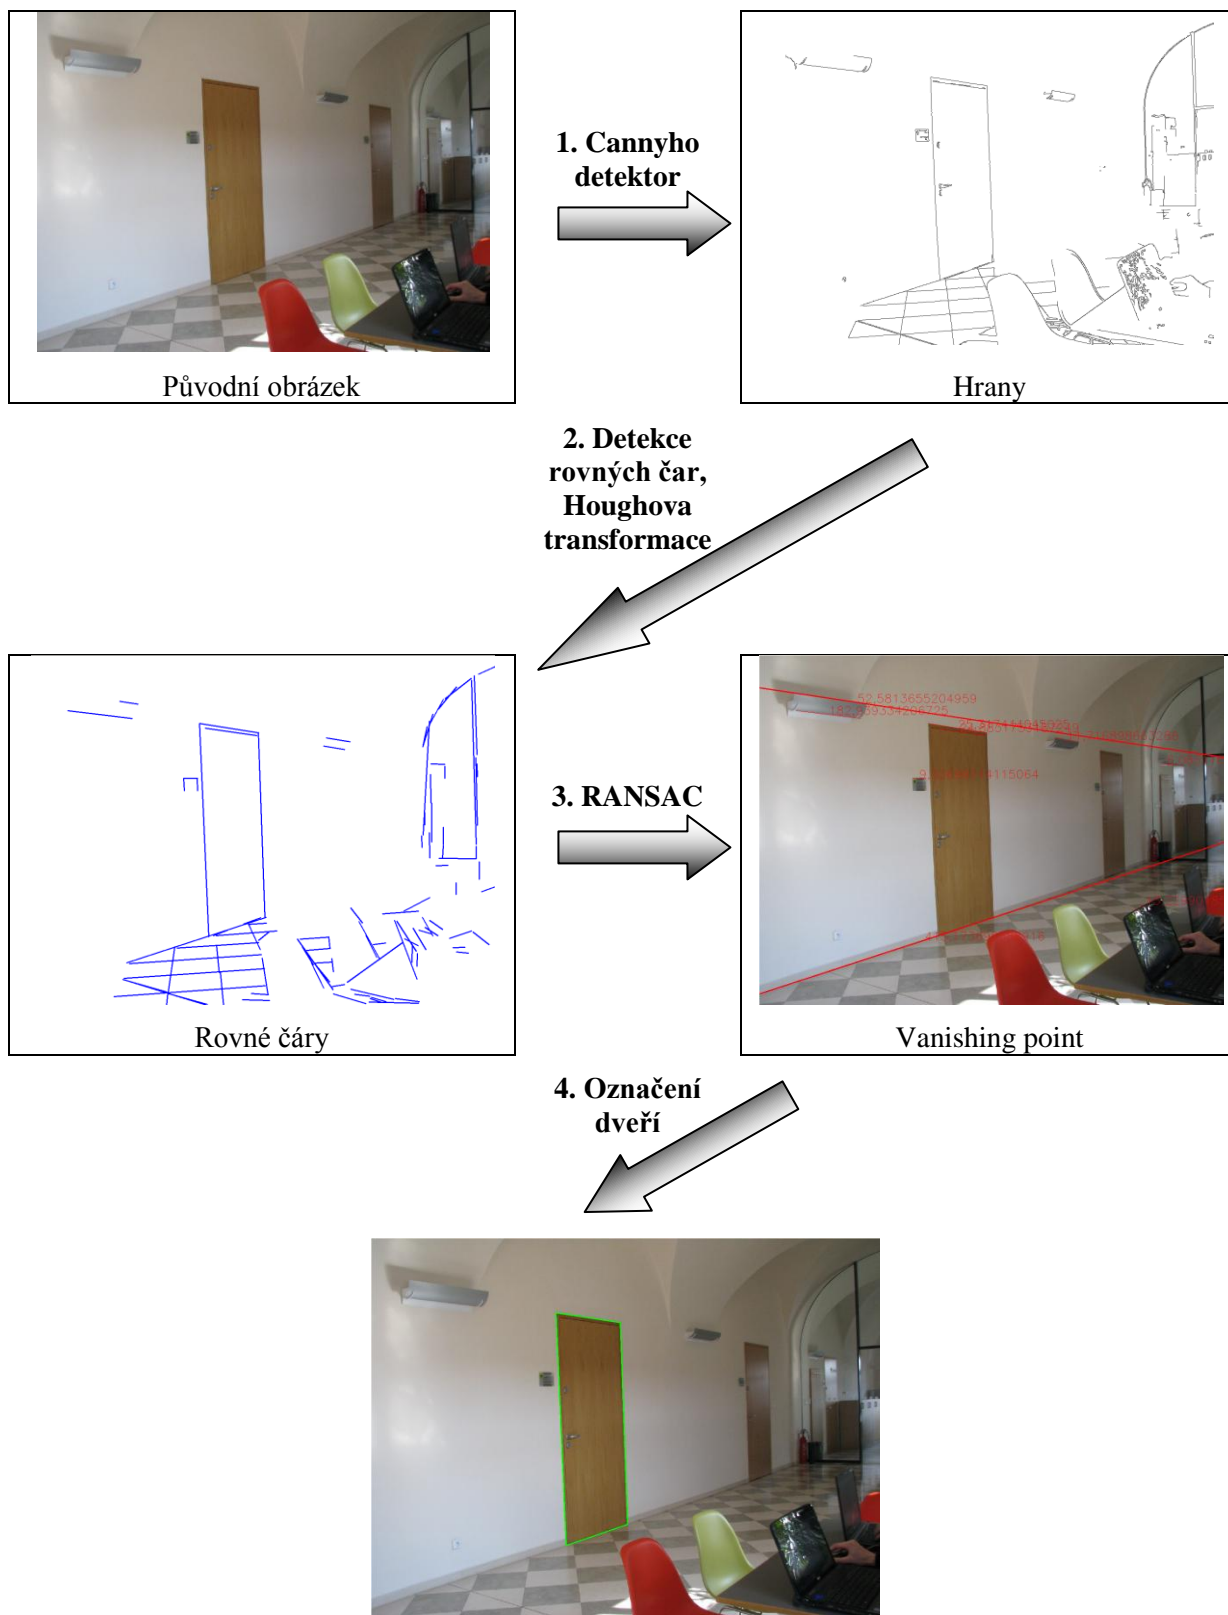 1. Cannyho
detektor
Původní obrázek
Hrany
2. Detekce
rovných čar,
Houghova
transformace
52,5813655204959
Rovné čáry
3. RANSAC
Vanishing point
4. Označení
dveří